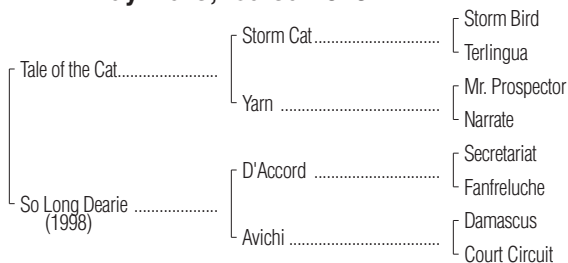 Storm Bird
Storm Cat
Terlingua
Tale of the Cat
Mr. Prospector
Yarn
Narrate
Secretariat
D'Accord
Fanfreluche
So Long Dearie
(1998)
Damascus
Avichi
Court Circuit